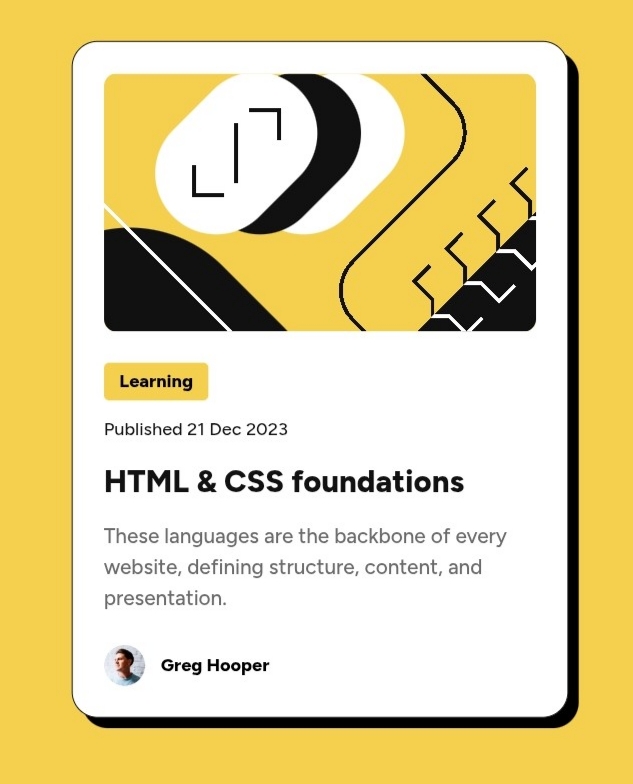 Learning
Published 21 Dec 2023
HTML & CSS foundations
These languages are the backbone of every
website, defining structure, content, and
presentation.
Greg Hooper